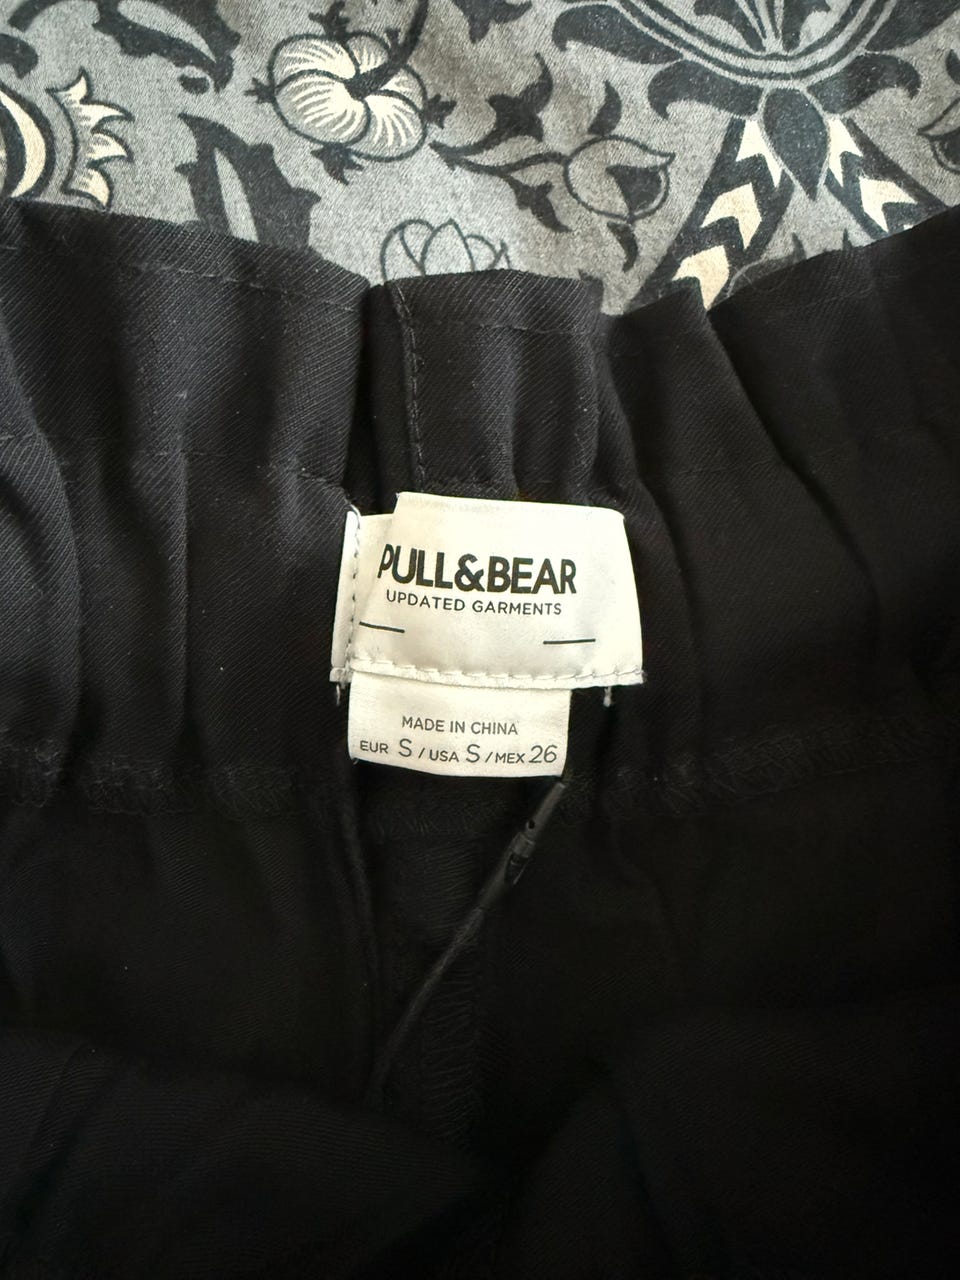 PULL&BEAR
UPDATED GARMENTS
MADE IN CHINA
EUR S / USA S / MEX 26